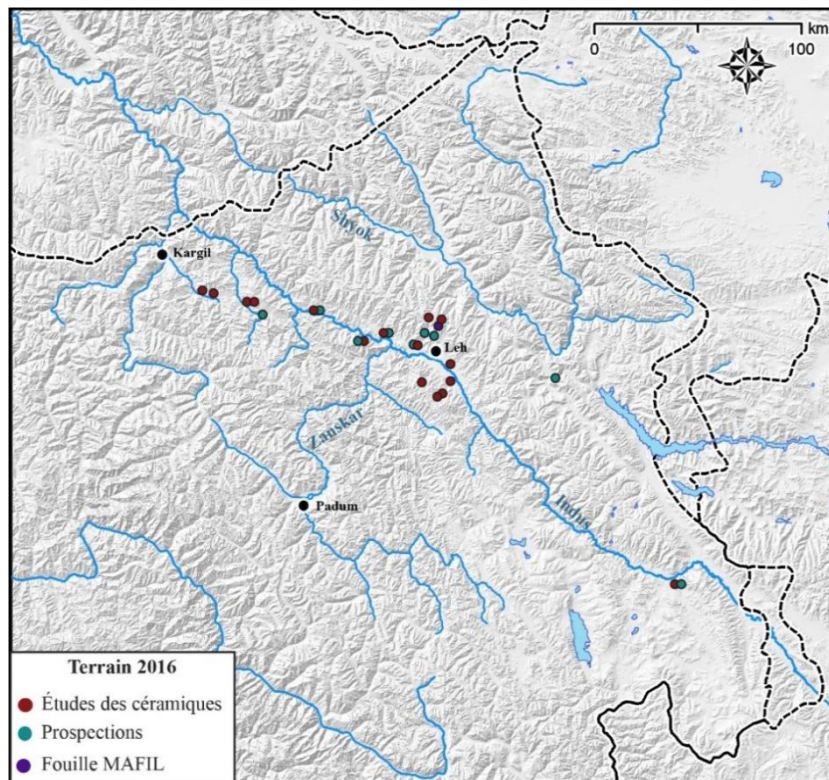 km
0 100
Shyok
Kargil
Leh
Zanskar
Padum
Indus
Terrain 2016
Études des céramiques
Prospections
Fouille MAFIL